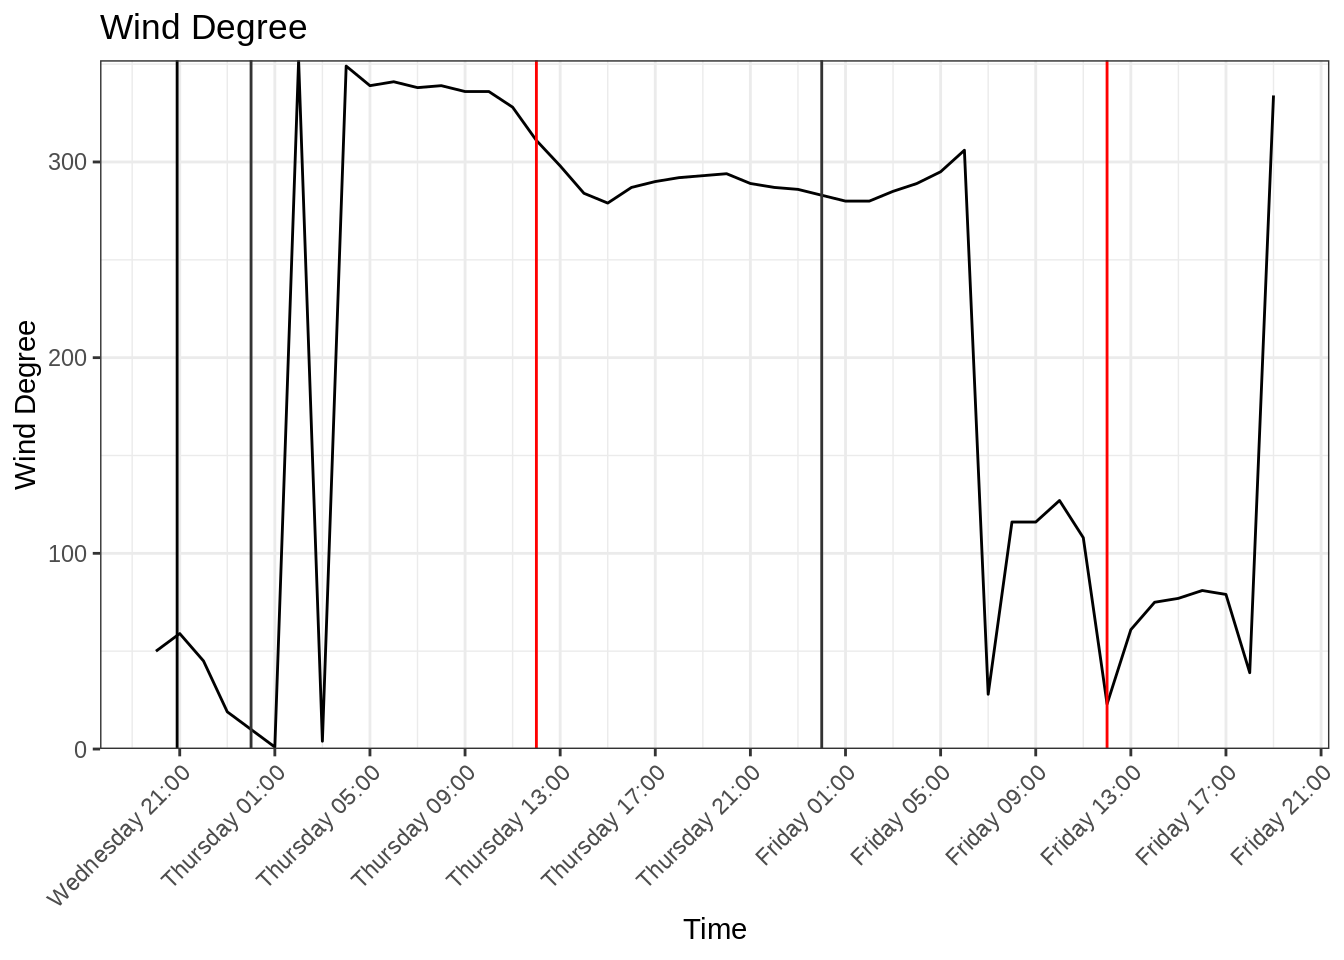 Wind Degree
Wind Degree
300
200
100
0
Wednesday 21:00
Thursday 01:00
Thursday 05:00
Thursday 09:00
Thursday 13:00
Thursday 17:00
Thursday 21:00
Friday 01:00
Friday 05:00
Friday 09:00
Friday 13:00
Friday 17:00
Friday 21:00
Time